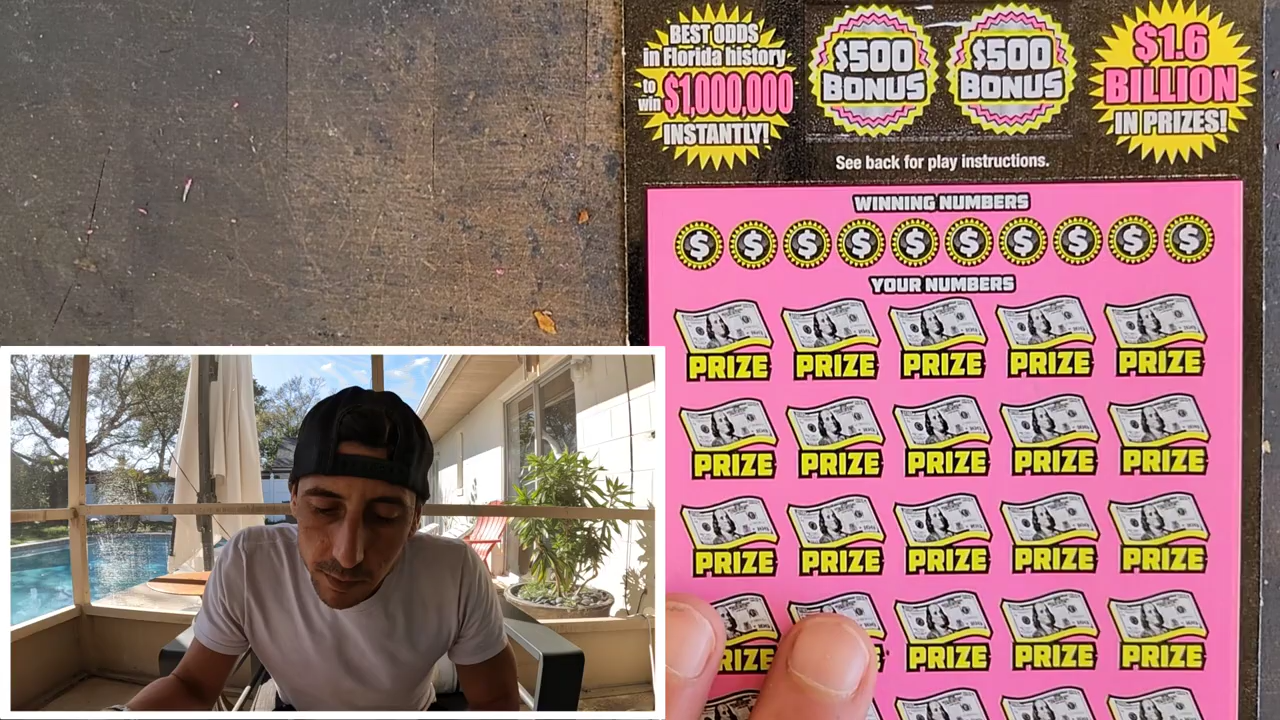 BEST ODDS
in Florida history
to win $1,000,000
INSTANTLY!
$500
BONUS
$500
BONUS
$1.6
BILLION
IN PRIZES!
See back for play instructions.
WINNING NUMBERS
$ $ $ $ $ $ $ $ $ $
YOUR NUMBERS
PRIZE PRIZE PRIZE PRIZE PRIZE
PRIZE PRIZE PRIZE PRIZE PRIZE
PRIZE PRIZE PRIZE PRIZE PRIZE
PRIZE PRIZE PRIZE PRIZE